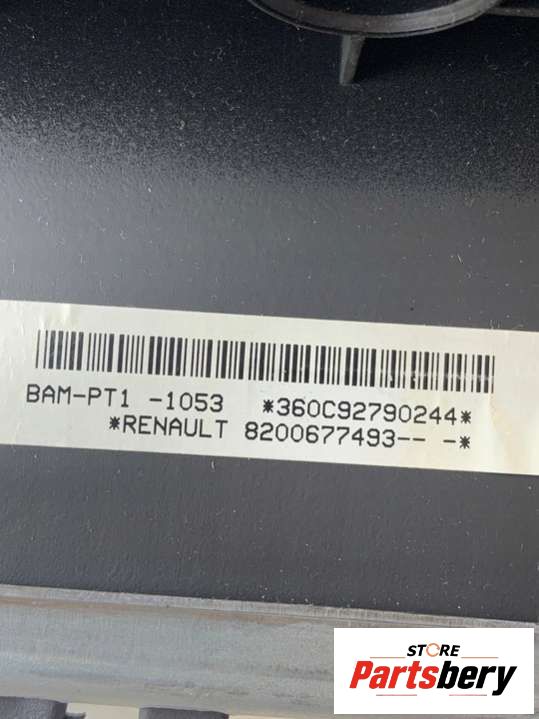 BAM-PT1 -1053 *360C92790244*
*RENAULT 8200677493-- -*
STORE
Partsbery